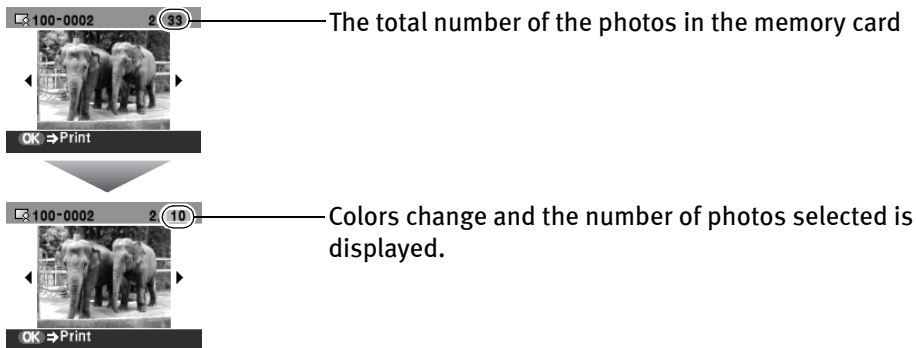 100-0002 2 33
The total number of the photos in the memory card
OK ⇒Print
100-0002 2 10
Colors change and the number of photos selected is
displayed.
OK ⇒Print